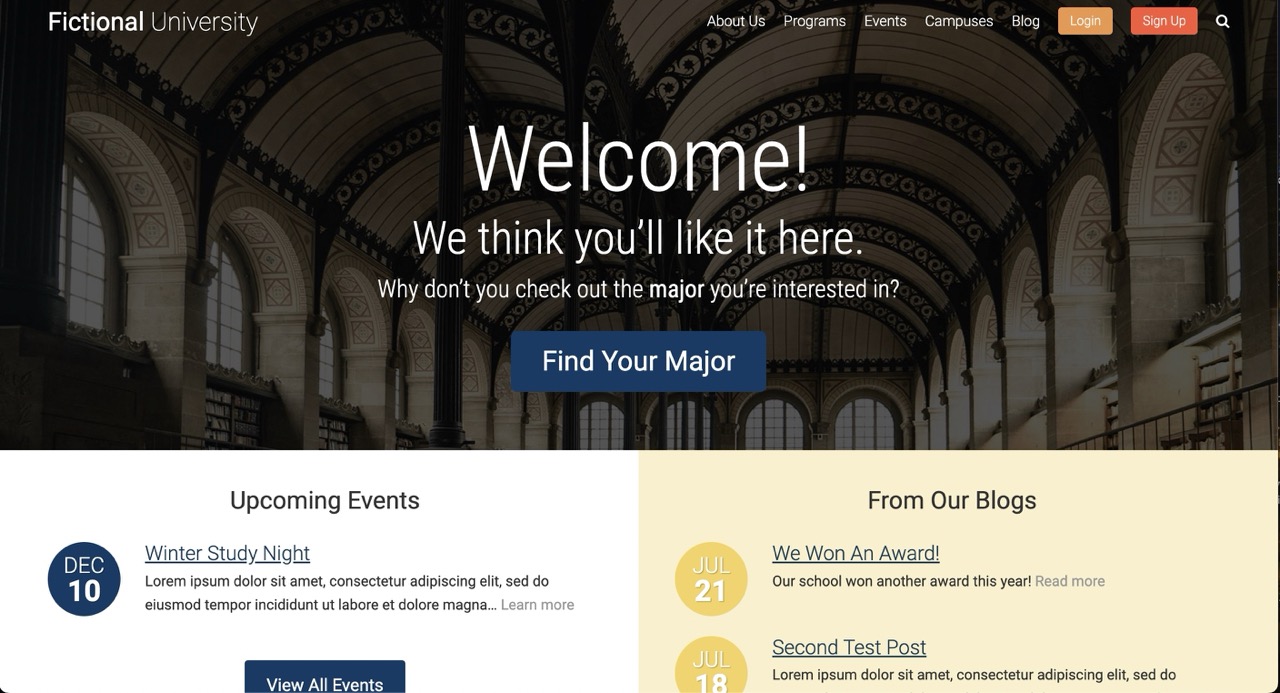 Fictional University
About Us Programs Events Campuses Blog Login Sign Up
Welcome!
We think you’ll like it here.
Why don’t you check out the major you’re interested in?
Find Your Major
Upcoming Events
DEC
10
Winter Study Night
Lorem ipsum dolor sit amet, consectetur adipiscing elit, sed do
eiusmod tempor incididunt ut labore et dolore magna… Learn more
View All Events
From Our Blogs
JUL
21
We Won An Award!
Our school won another award this year! Read more
JUL
18
Second Test Post
Lorem ipsum dolor sit amet, consectetur adipiscing elit, sed do